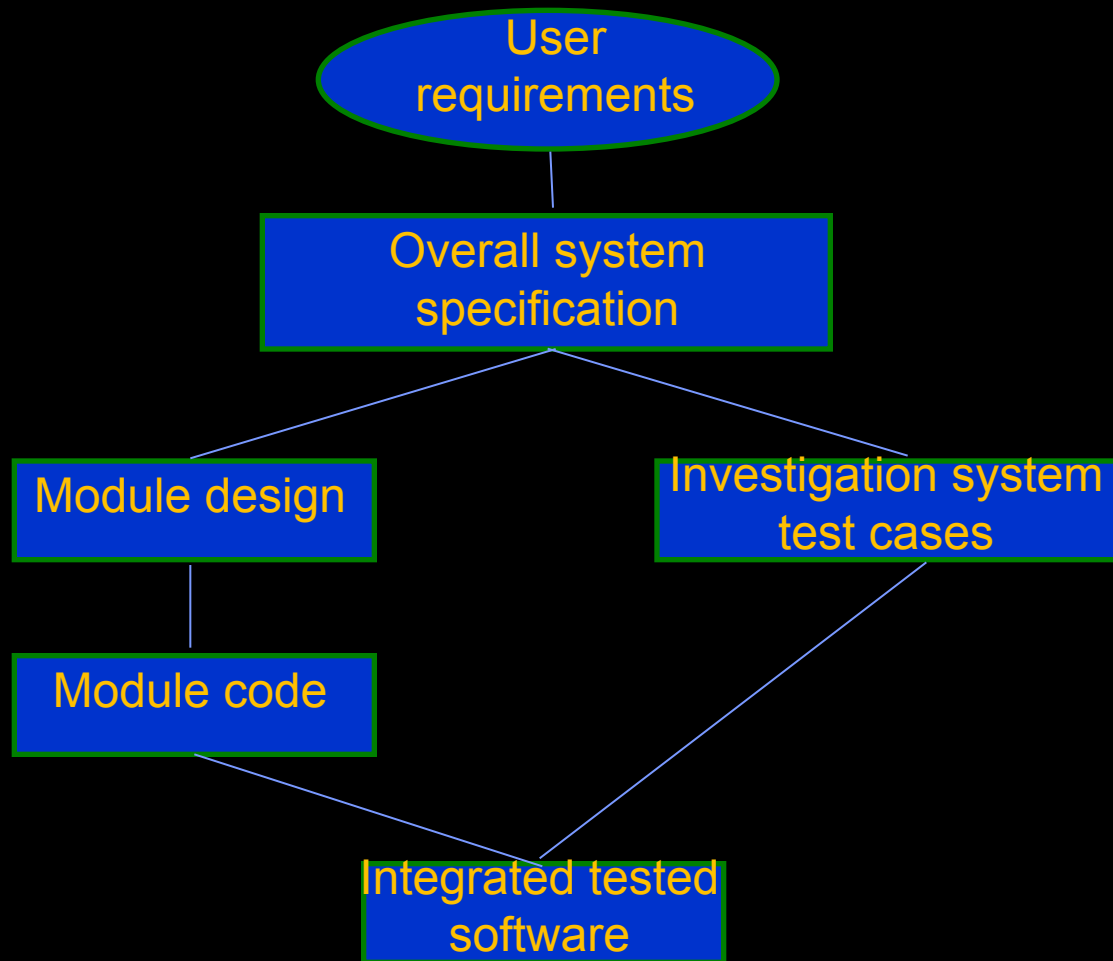 User
requirements
Overall system
specification
Module design
Investigation system
test cases
Module code
Integrated tested
software